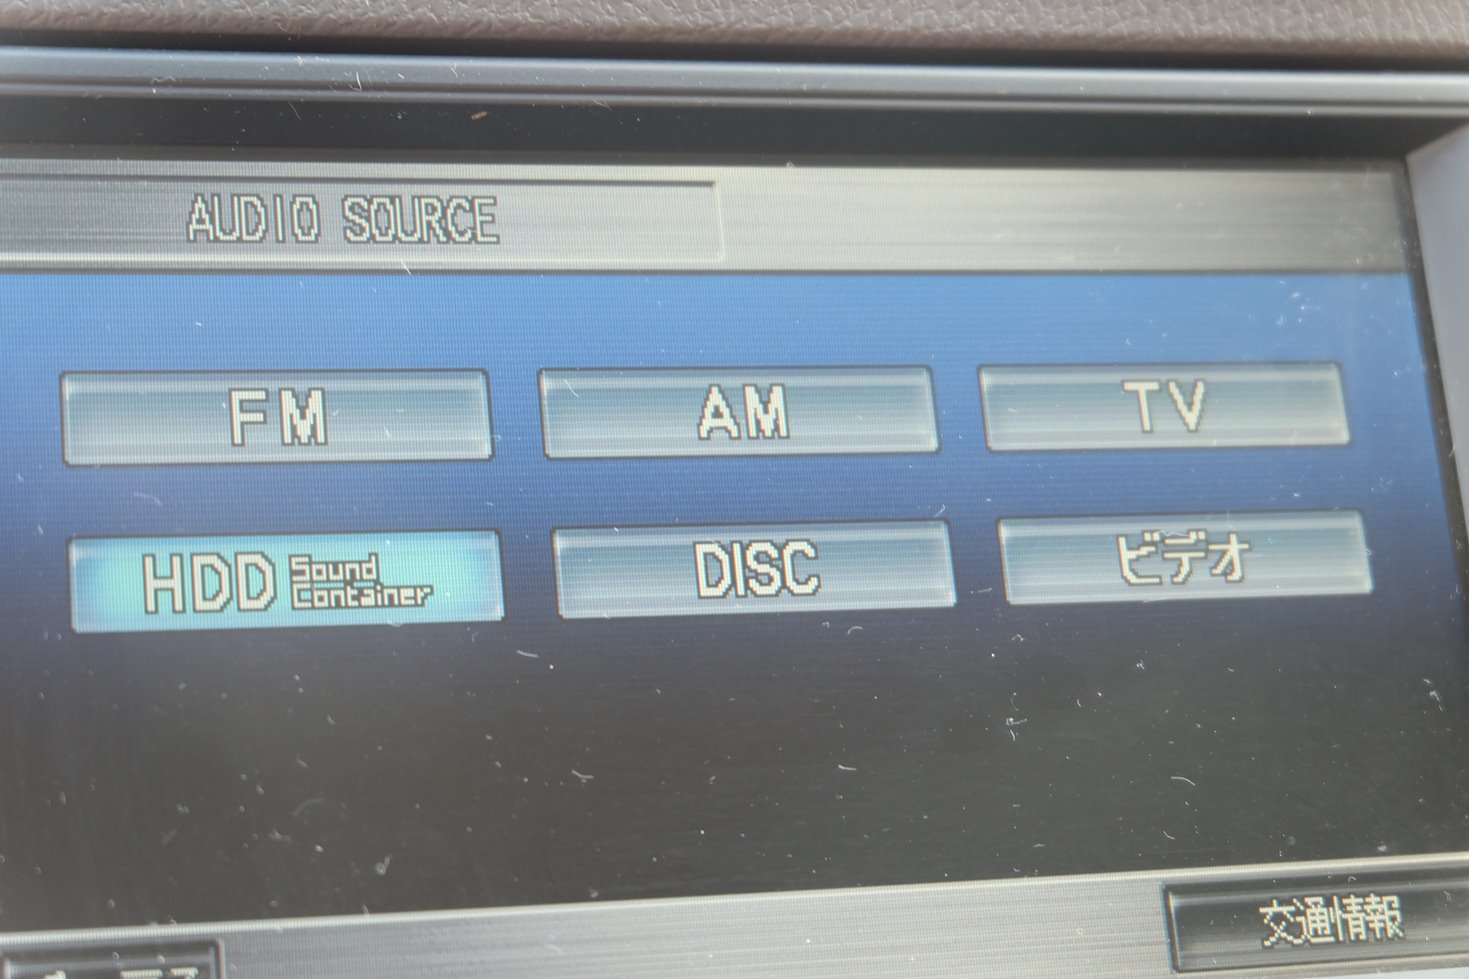 AUDIO SOURCE
FM
AM
TV
HDD Sound Container
DISC
ビデオ
交通情報